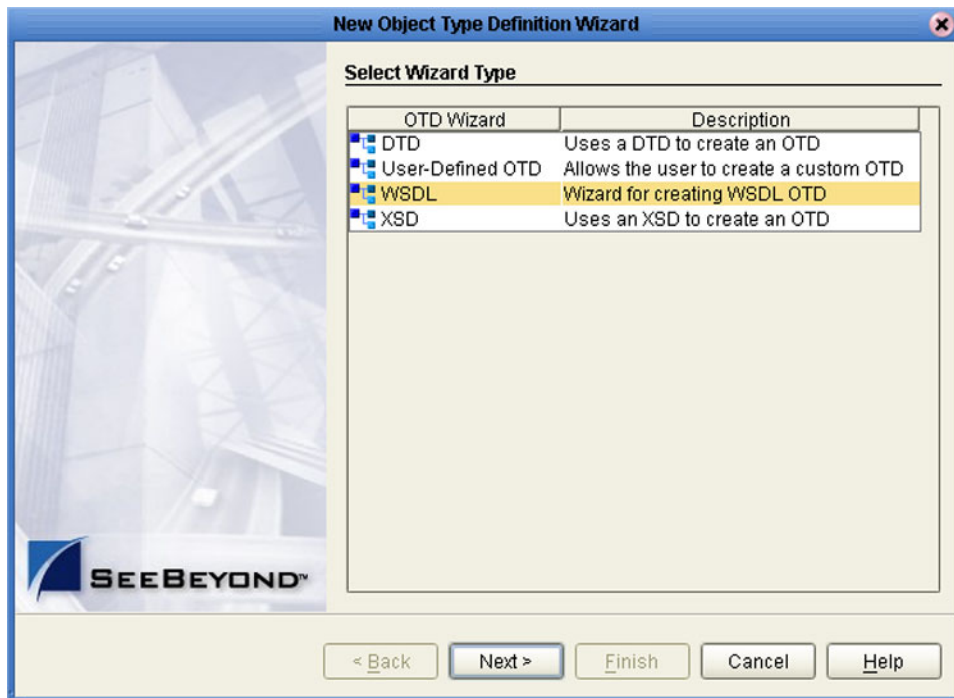 New Object Type Definition Wizard
Select Wizard Type
OTD Wizard Description
DTD Uses a DTD to create an OTD
User-Defined OTD Allows the user to create a custom OTD
WSDL Wizard for creating WSDL OTD
XSD Uses an XSD to create an OTD
SEEBEYOND™
< Back Next > Finish Cancel Help